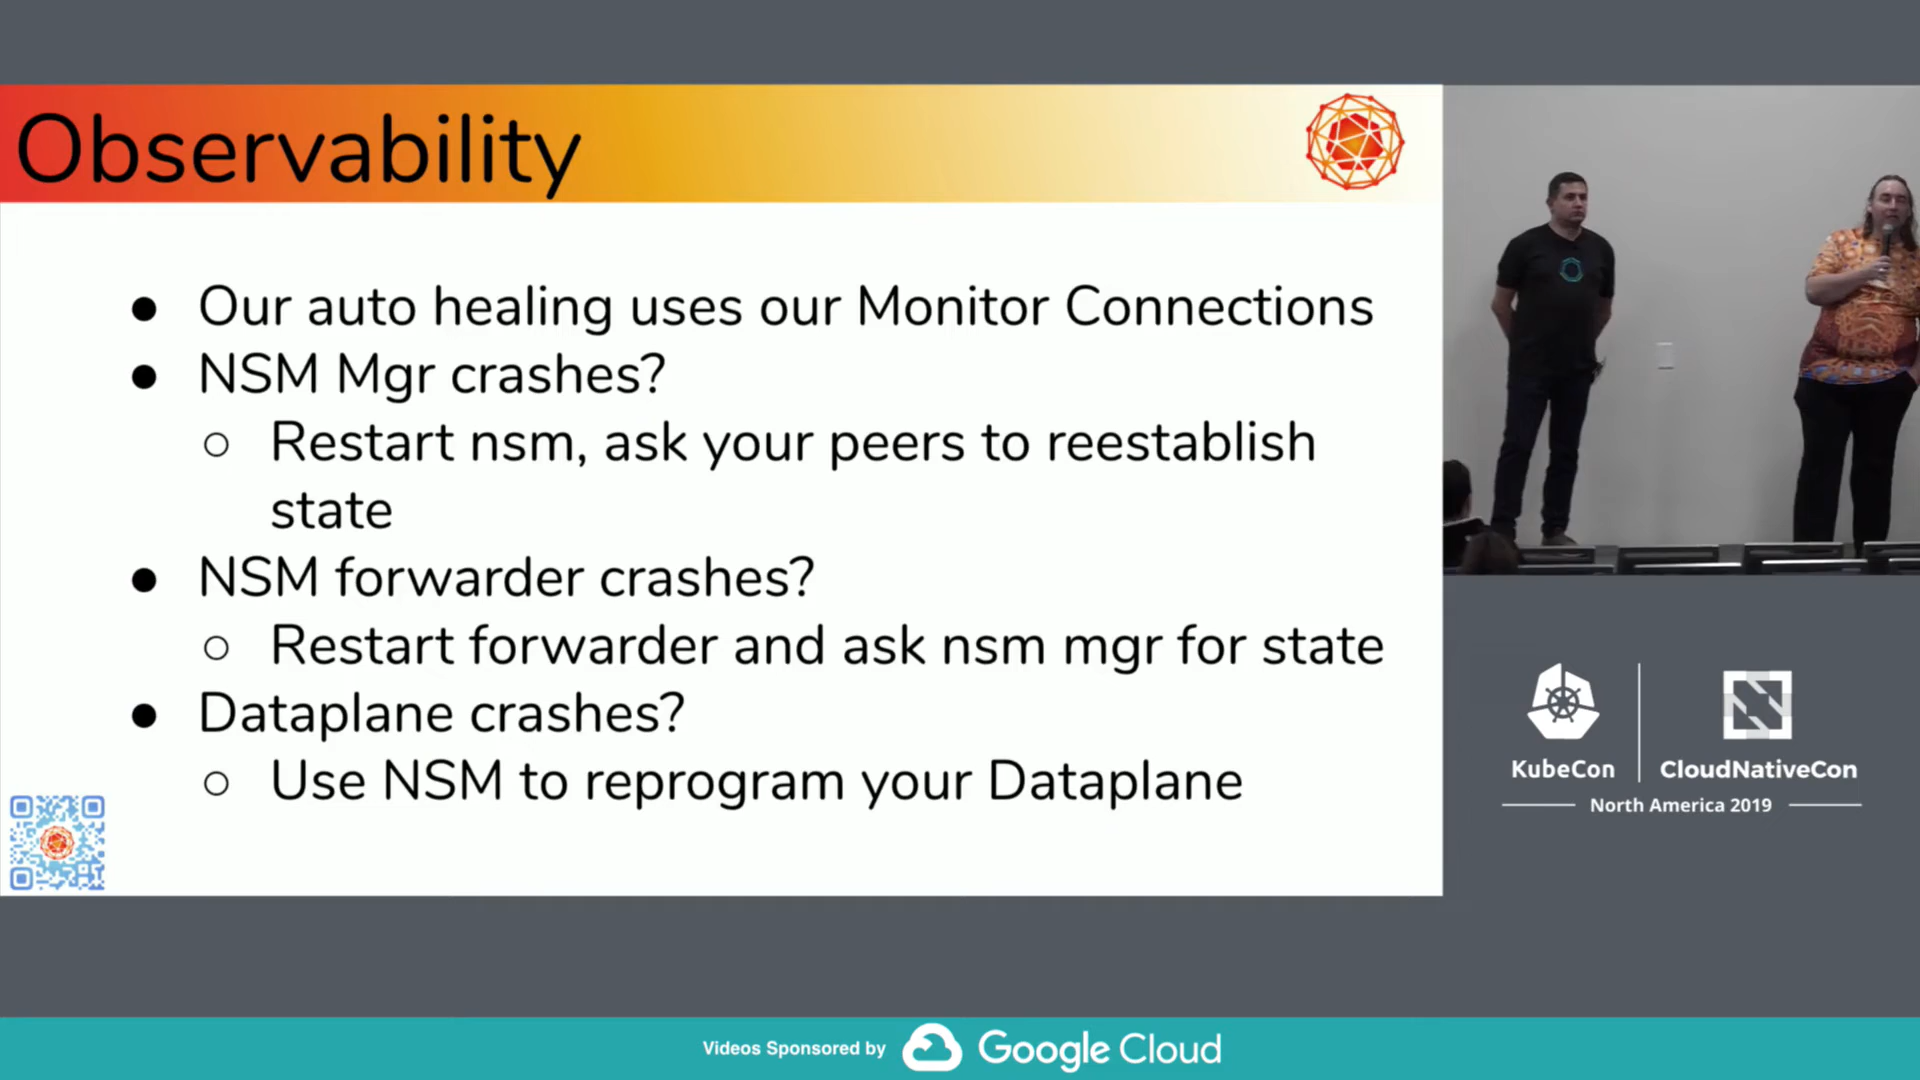 Observability
● Our auto healing uses our Monitor Connections
● NSM Mgr crashes?
○ Restart nsm, ask your peers to reestablish
state
● NSM forwarder crashes?
○ Restart forwarder and ask nsm mgr for state
● Dataplane crashes?
○ Use NSM to reprogram your Dataplane
KubeCon
CloudNativeCon
North America 2019
Videos Sponsored by
Google Cloud